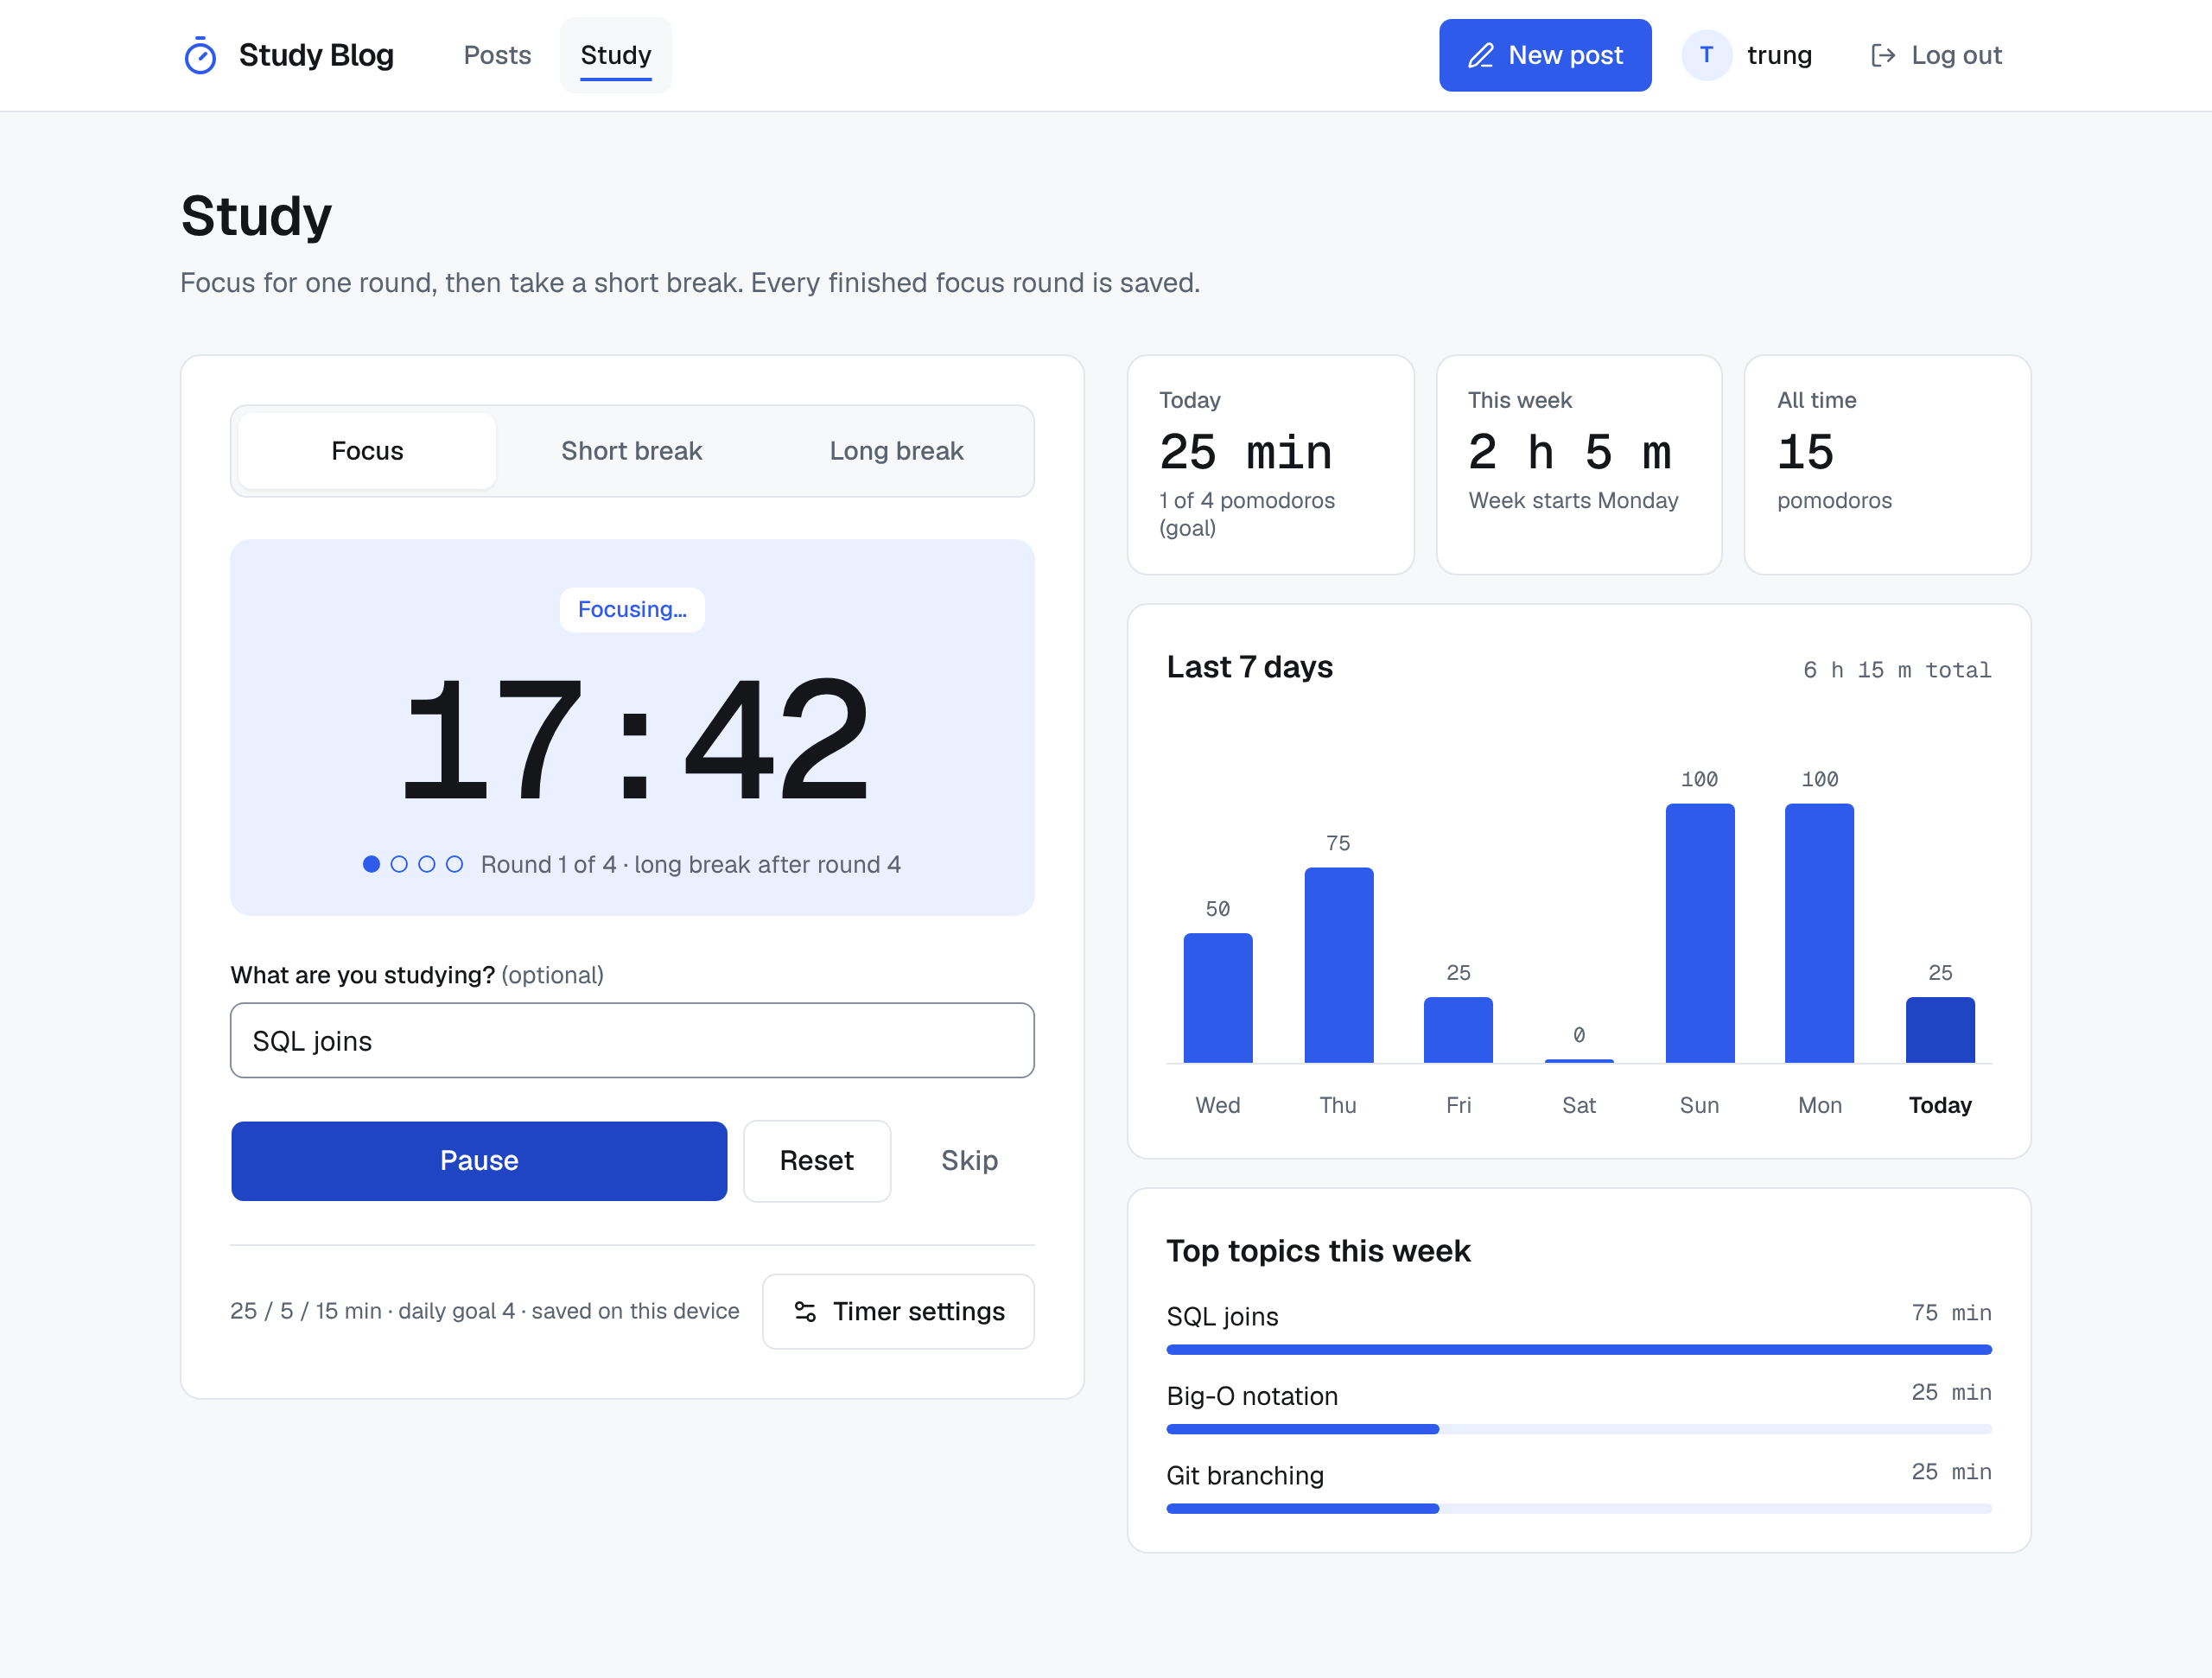 Study Blog
Posts
Study
New post
T
trung
Log out
Study
Focus for one round, then take a short break. Every finished focus round is saved.
Focus
Short break
Long break
Focusing...
17:42
Round 1 of 4 · long break after round 4
What are you studying? (optional)
SQL joins
Pause
Reset
Skip
25 / 5 / 15 min · daily goal 4 · saved on this device
Timer settings
Today
25 min
1 of 4 pomodoros
(goal)
This week
2 h 5 m
Week starts Monday
All time
15
pomodoros
Last 7 days
6 h 15 m total
50
75
25
0
100
100
25
Wed
Thu
Fri
Sat
Sun
Mon
Today
Top topics this week
SQL joins
75 min
Big-O notation
25 min
Git branching
25 min